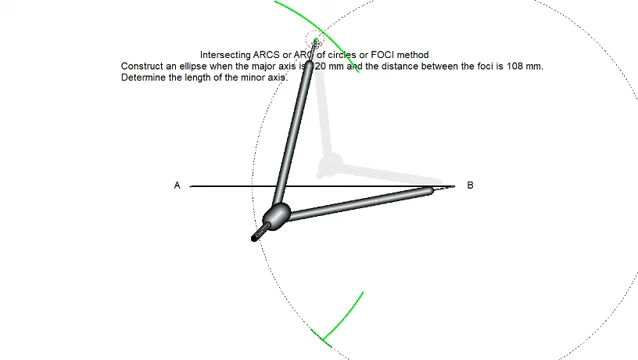 Intersecting ARCS or ARC of circles or FOCI method
Construct an ellipse when the major axis is 20 mm and the distance between the foci is 108 mm.
Determine the length of the minor axis.
A
B